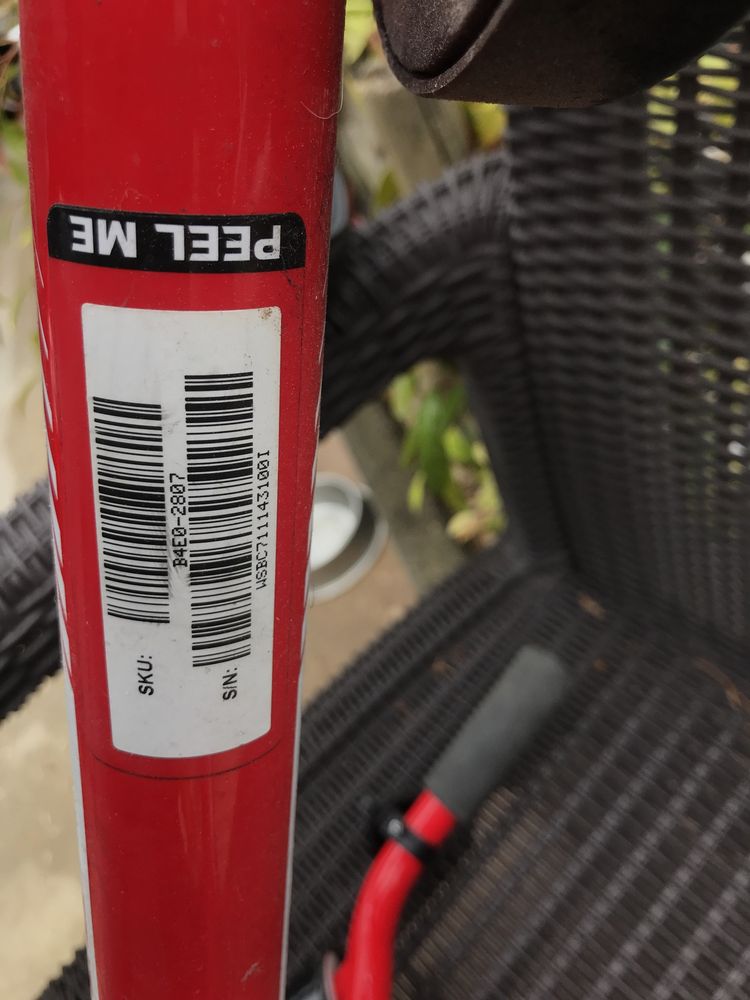 PEEL ME
SKU:
B4E0-2807
S/N:
WSBC711143100I